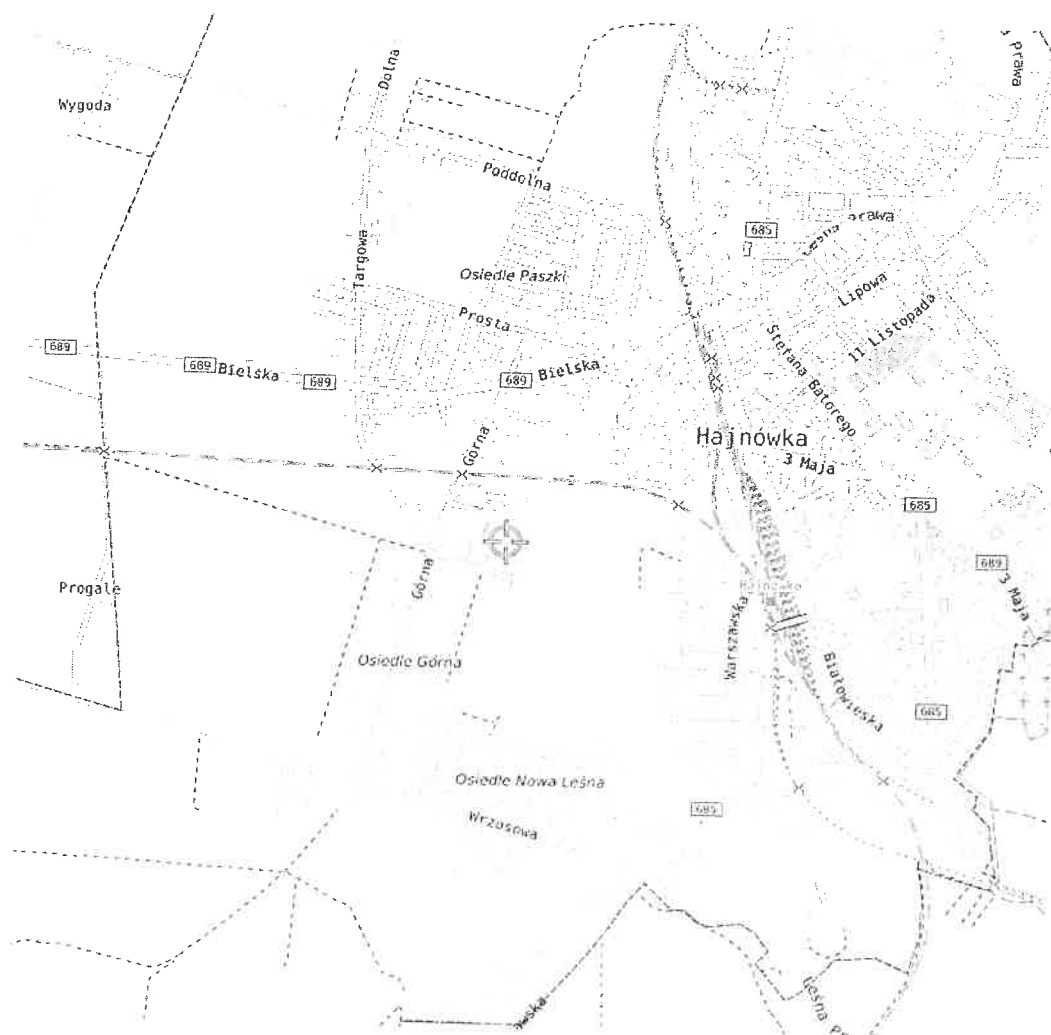 Prawa
Dolna
Wygoda
Poddolna
685
Targowa
Osiedle Paszki
Lipowa
Prosta
11 Listopada
Stefana Batorego
689
689
Bielska
689
689
Bielska
Górna
Hajnówka
3 Maja
685
689
Progale
Górna
3 Maja
Warszawska
Osiedle Górna
Białowieska
685
Osiedle Nowa Leśna
685
Wrzosowa